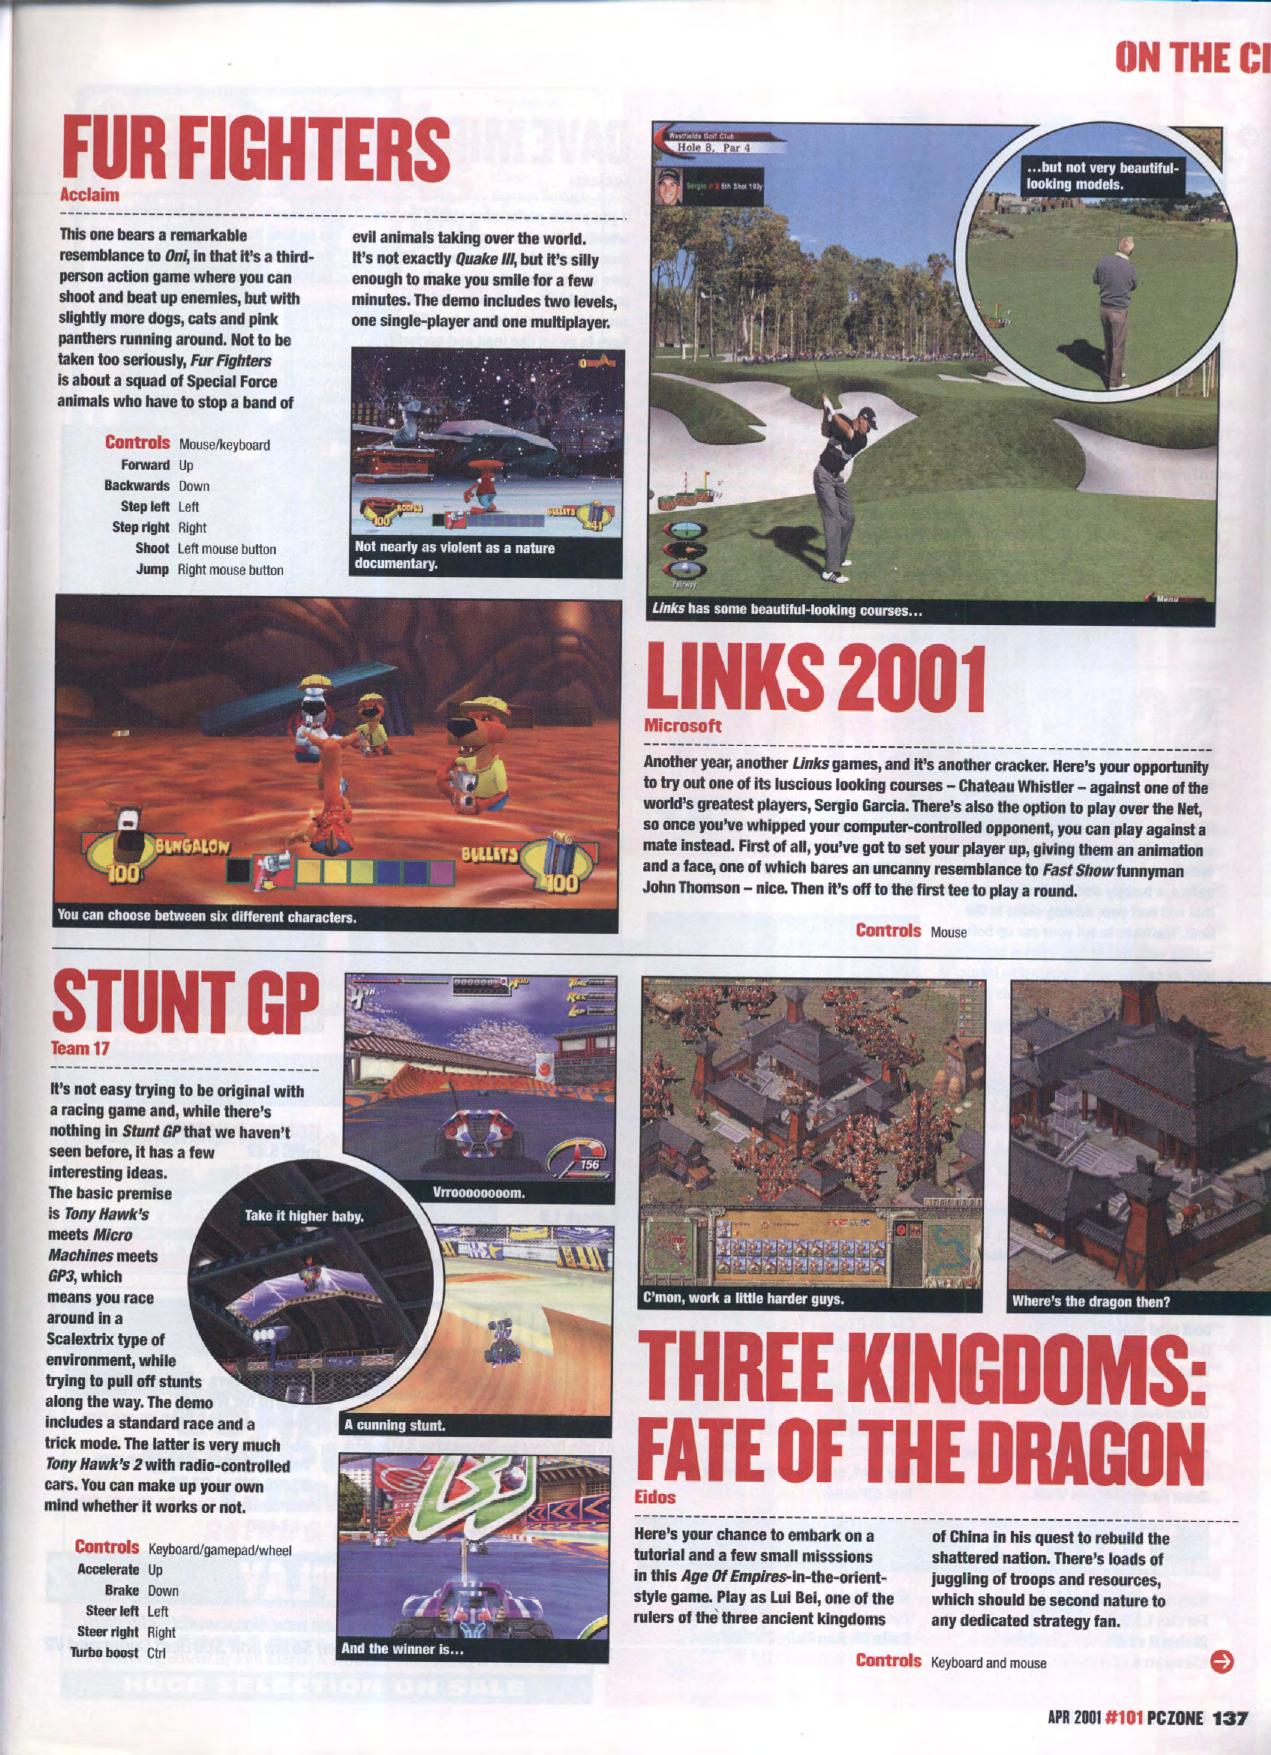 ON THE C
FUR FIGHTERS
Acclaim
This one bears a remarkable
resemblance to Oni, in that it's a third-
person action game where you can
shoot and beat up enemies, but with
slightly more dogs, cats and pink
panthers running around. Not to be
taken too seriously, Fur Fighters
is about a squad of Special Force
animals who have to stop a band of
evil animals taking over the world.
It's not exactly Quake III, but it's silly
enough to make you smile for a few
minutes. The demo includes two levels,
one single-player and one multiplayer.
Controls Mouse/keyboard
Forward Up
Backwards Down
Step left Left
Step right Right
Shoot Left mouse button
Jump Right mouse button
0
100
BULLETS
41
Not nearly as violent as a nature
documentary.
BUNGALOW
100
BULLETS
100
You can choose between six different characters.
Westfields Golf Club
Hole 8, Par 4
5th Shot 103y
...but not very beautiful-
looking models.
Fairway
Menu
Links has some beautiful-looking courses...
LINKS 2001
Microsoft
Another year, another Links games, and it's another cracker. Here's your opportunity
to try out one of its luscious looking courses – Chateau Whistler – against one of the
world's greatest players, Sergio Garcia. There's also the option to play over the Net,
so once you've whipped your computer-controlled opponent, you can play against a
mate instead. First of all, you've got to set your player up, giving them an animation
and a face, one of which bares an uncanny resemblance to Fast Show funnyman
John Thomson – nice. Then it's off to the first tee to play a round.
Controls Mouse
STUNT GP
Team 17
It's not easy trying to be original with
a racing game and, while there's
nothing in Stunt GP that we haven't
seen before, it has a few
interesting ideas.
The basic premise
is Tony Hawk's
meets Micro
Machines meets
GP3, which
means you race
around in a
Scalextrix type of
environment, while
trying to pull off stunts
along the way. The demo
includes a standard race and a
trick mode. The latter is very much
Tony Hawk's 2 with radio-controlled
cars. You can make up your own
mind whether it works or not.
Controls Keyboard/gamepad/wheel
Accelerate Up
Brake Down
Steer left Left
Steer right Right
Turbo boost Ctrl
156
Vrroooooooom.
Take it higher baby.
A cunning stunt.
And the winner is...
C'mon, work a little harder guys.
Where's the dragon then?
THREE KINGDOMS:
FATE OF THE DRAGON
Eidos
Here's your chance to embark on a
tutorial and a few small misssions
in this Age Of Empires-in-the-orient-
style game. Play as Lui Bei, one of the
rulers of the three ancient kingdoms
of China in his quest to rebuild the
shattered nation. There's loads of
juggling of troops and resources,
which should be second nature to
any dedicated strategy fan.
Controls Keyboard and mouse
APR 2001 #101 PCZONE 137